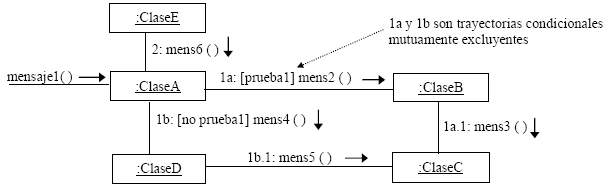 :ClaseE
1a y 1b son trayectorias condicionales
mutuamente excluyentes
2: mens6 ( )
mensaje1( )
:ClaseA
1a: [prueba1] mens2 ( )
:ClaseB
1b: [no prueba1] mens4 ( )
1a.1: mens3 ( )
:ClaseD
1b.1: mens5 ( )
:ClaseC